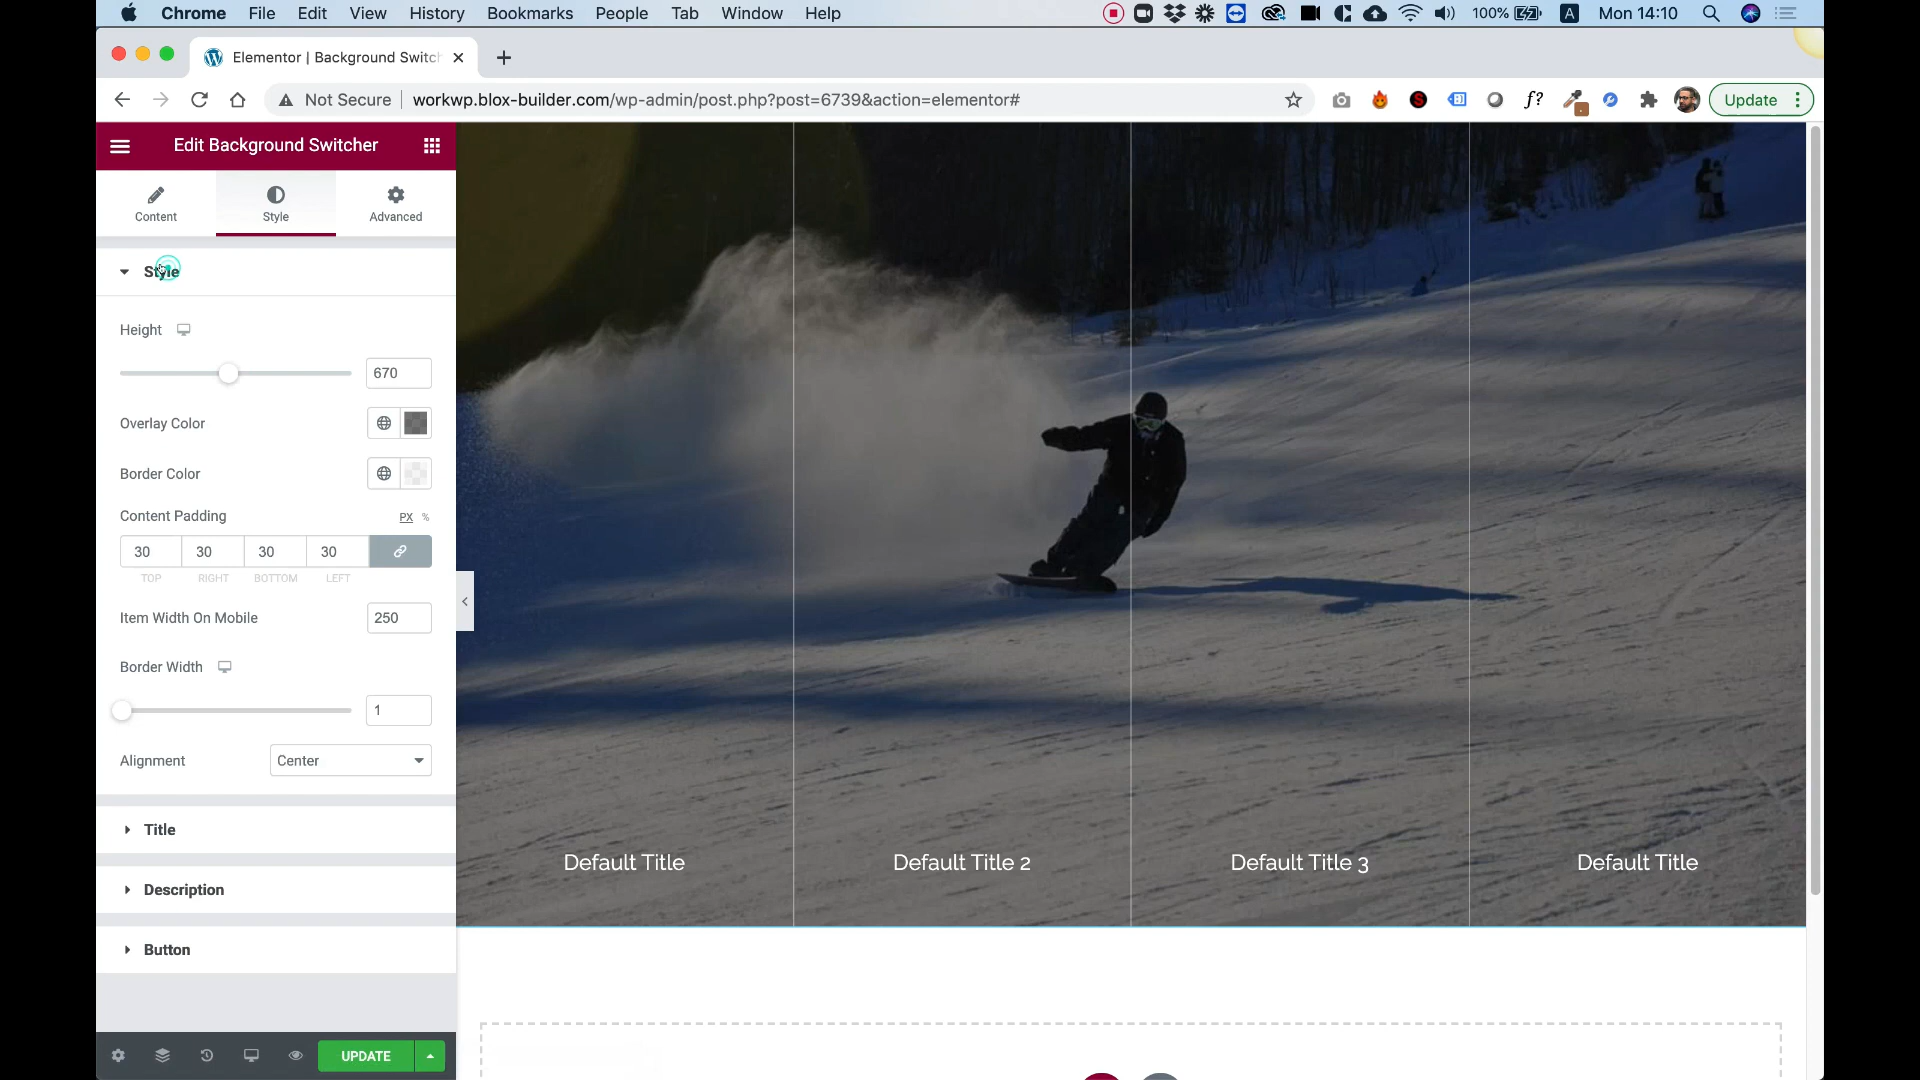 Chrome File Edit View History Bookmarks People Tab Window Help 100% A Mon 14:10
Elementor | Background Switch
Not Secure workwp.blox-builder.com/wp-admin/post.php?post=6739&action=elementor# f? Update
Edit Background Switcher
Content Style Advanced
Style
Height
670
Overlay Color
Border Color
Content Padding PX %
30 30 30 30
TOP RIGHT BOTTOM LEFT
Item Width On Mobile 250
Border Width
1
Alignment Center
Title
Description
Button
UPDATE
Default Title Default Title 2 Default Title 3 Default Title